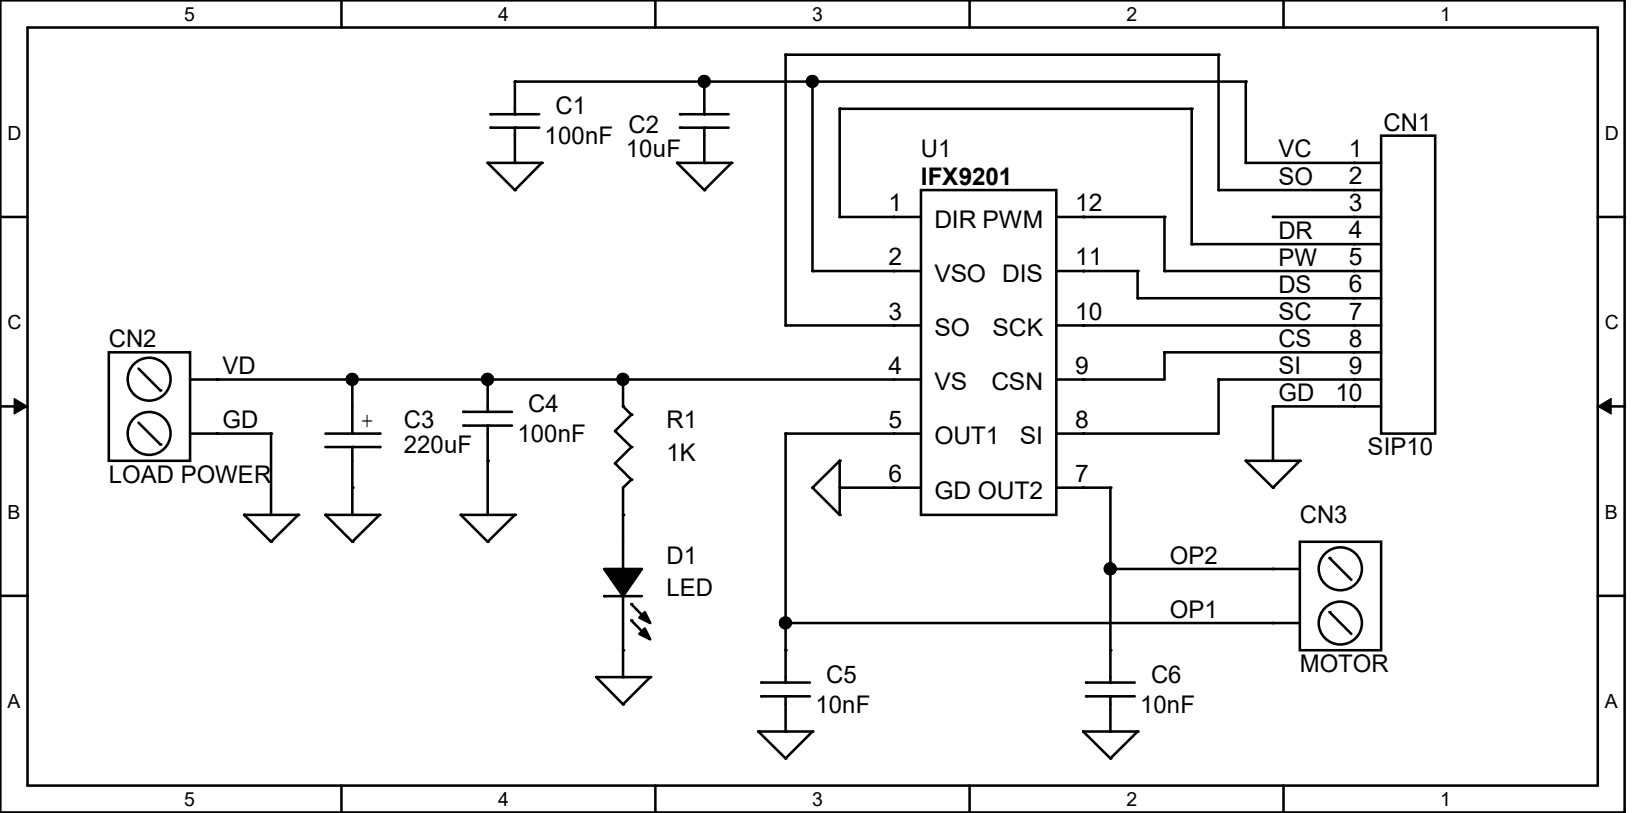 5 4 3 2 1
D
D
C1
100nF
C2
10uF
U1
IFX9201
CN1
VC 1
SO 2
3
DR 4
PW 5
DS 6
SC 7
CS 8
SI 9
GD 10
SIP10
1 DIR PWM 12
2 VSO DIS 11
3 SO SCK 10
4 VS CSN 9
5 OUT1 SI 8
6 GD OUT2 7
C
C
CN2
VD
GD
LOAD POWER
+
C3
220uF
C4
100nF
R1
1K
D1
LED
B
B
CN3
OP2
OP1
MOTOR
C5
10nF
C6
10nF
A
A
5 4 3 2 1